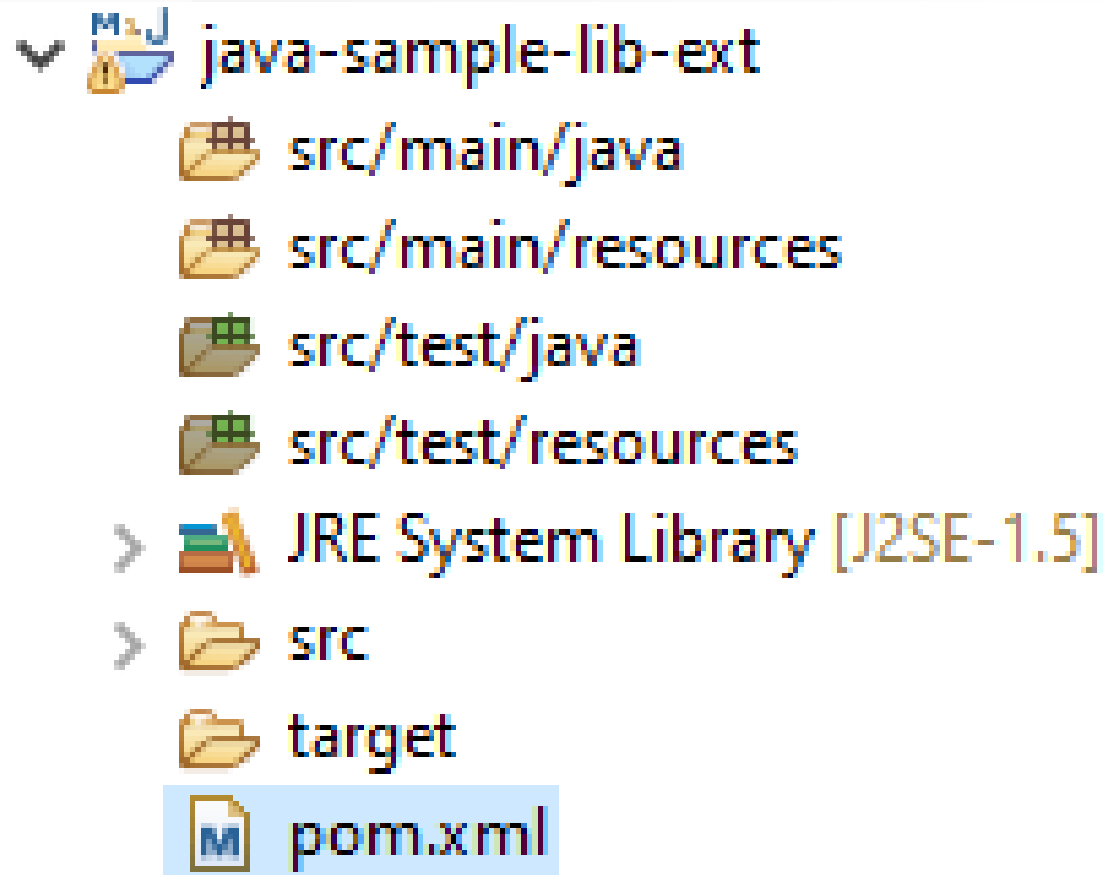 java-sample-lib-ext
src/main/java
src/main/resources
src/test/java
src/test/resources
JRE System Library [J2SE-1.5]
src
target
pom.xml